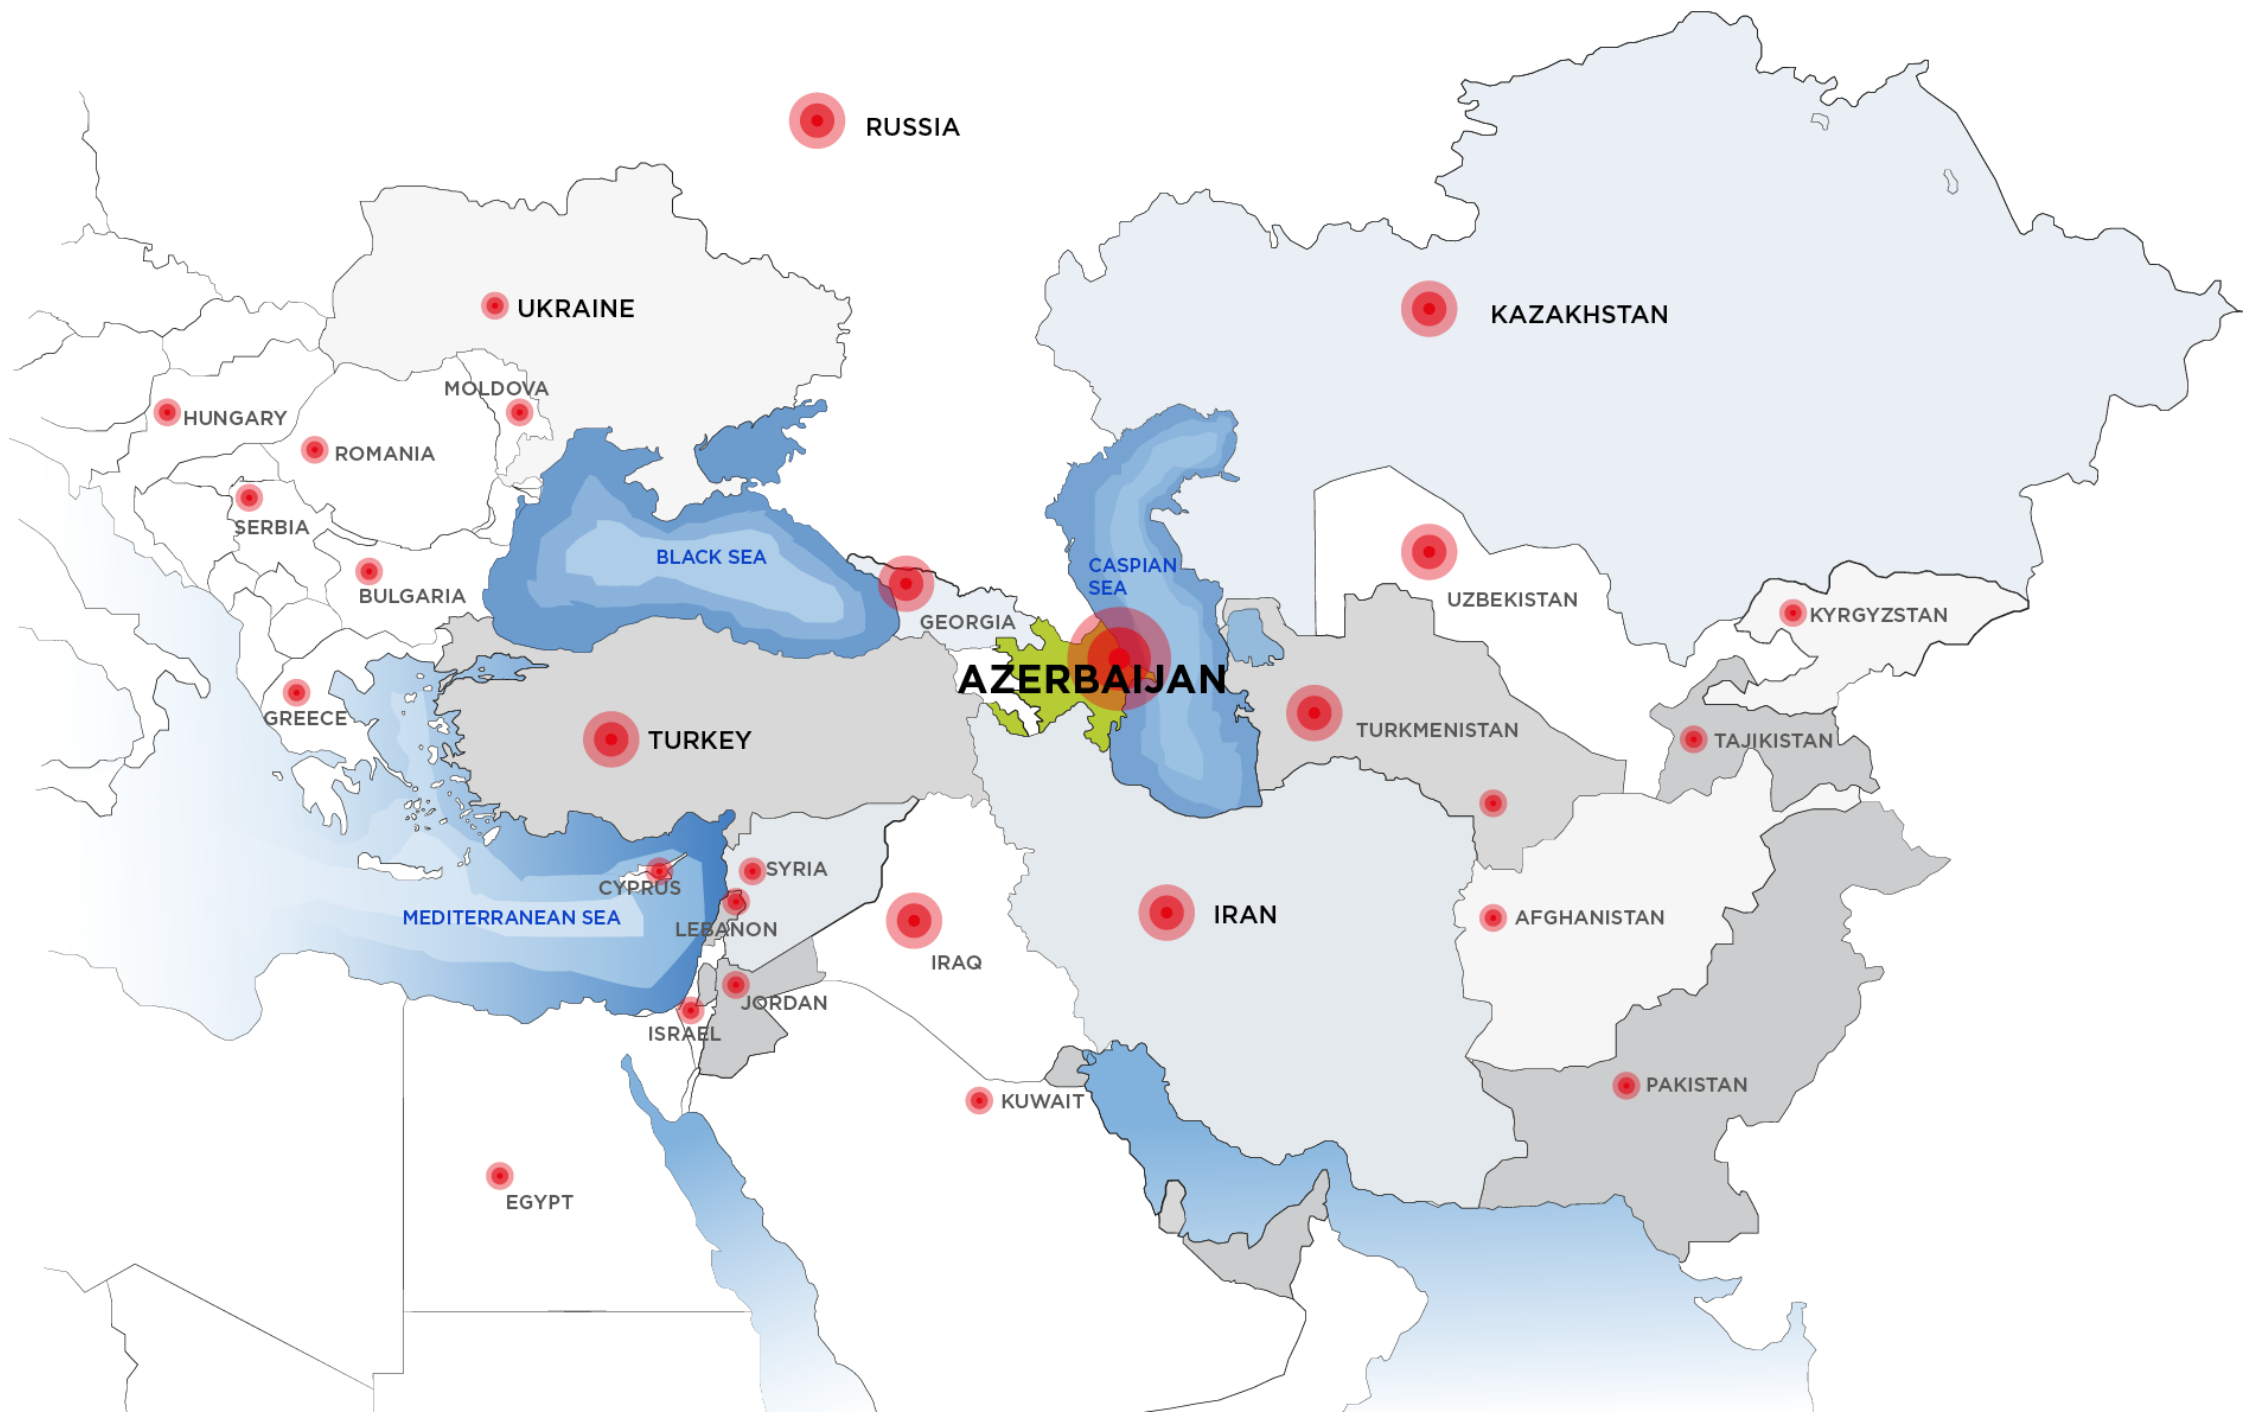 RUSSIA
UKRAINE
KAZAKHSTAN
MOLDOVA
HUNGARY
ROMANIA
SERBIA
BLACK SEA
CASPIAN
SEA
BULGARIA
UZBEKISTAN
KYRGYZSTAN
GEORGIA
AZERBAIJAN
GREECE
TURKEY
TURKMENISTAN
TAJIKISTAN
SYRIA
CYPRUS
MEDITERRANEAN SEA
LEBANON
IRAN
AFGHANISTAN
IRAQ
JORDAN
ISRAEL
PAKISTAN
KUWAIT
EGYPT